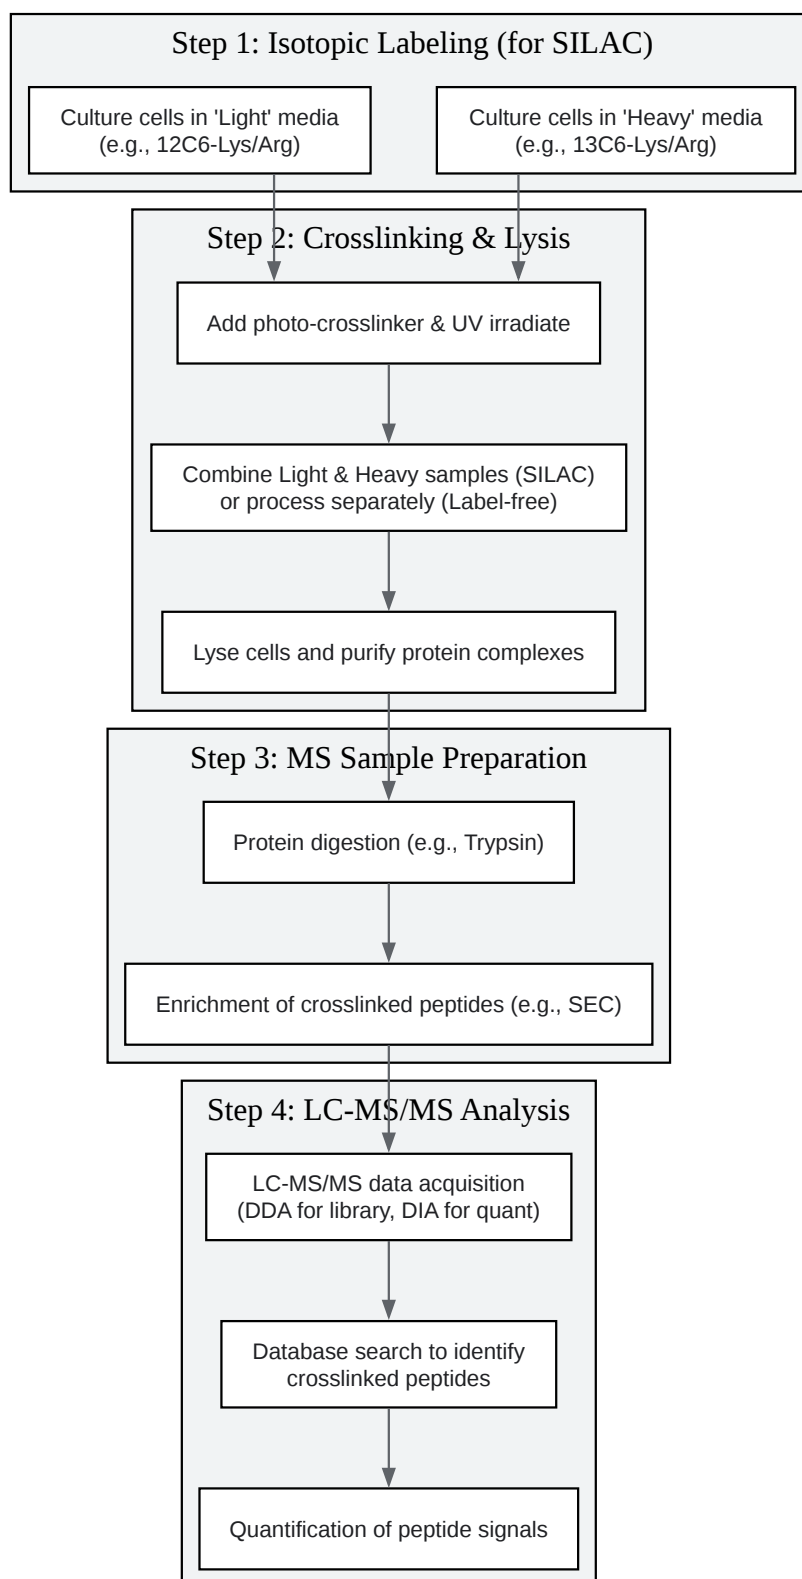 Step 1: Isotopic Labeling (for SILAC)
Culture cells in 'Light' media
(e.g., 12C6-Lys/Arg)
Culture cells in 'Heavy' media
(e.g., 13C6-Lys/Arg)
Step 2: Crosslinking & Lysis
Add photo-crosslinker & UV irradiate
Combine Light & Heavy samples (SILAC)
or process separately (Label-free)
Lyse cells and purify protein complexes
Step 3: MS Sample Preparation
Protein digestion (e.g., Trypsin)
Enrichment of crosslinked peptides (e.g., SEC)
Step 4: LC-MS/MS Analysis
LC-MS/MS data acquisition
(DDA for library, DIA for quant)
Database search to identify
crosslinked peptides
Quantification of peptide signals